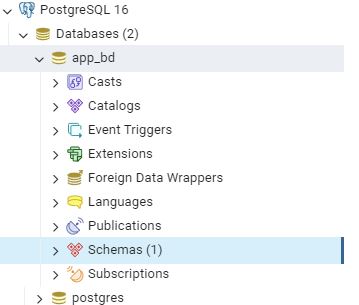 PostgreSQL 16
Databases (2)
app_bd
Casts
Catalogs
Event Triggers
Extensions
Foreign Data Wrappers
Languages
Publications
Schemas (1)
Subscriptions
postgres